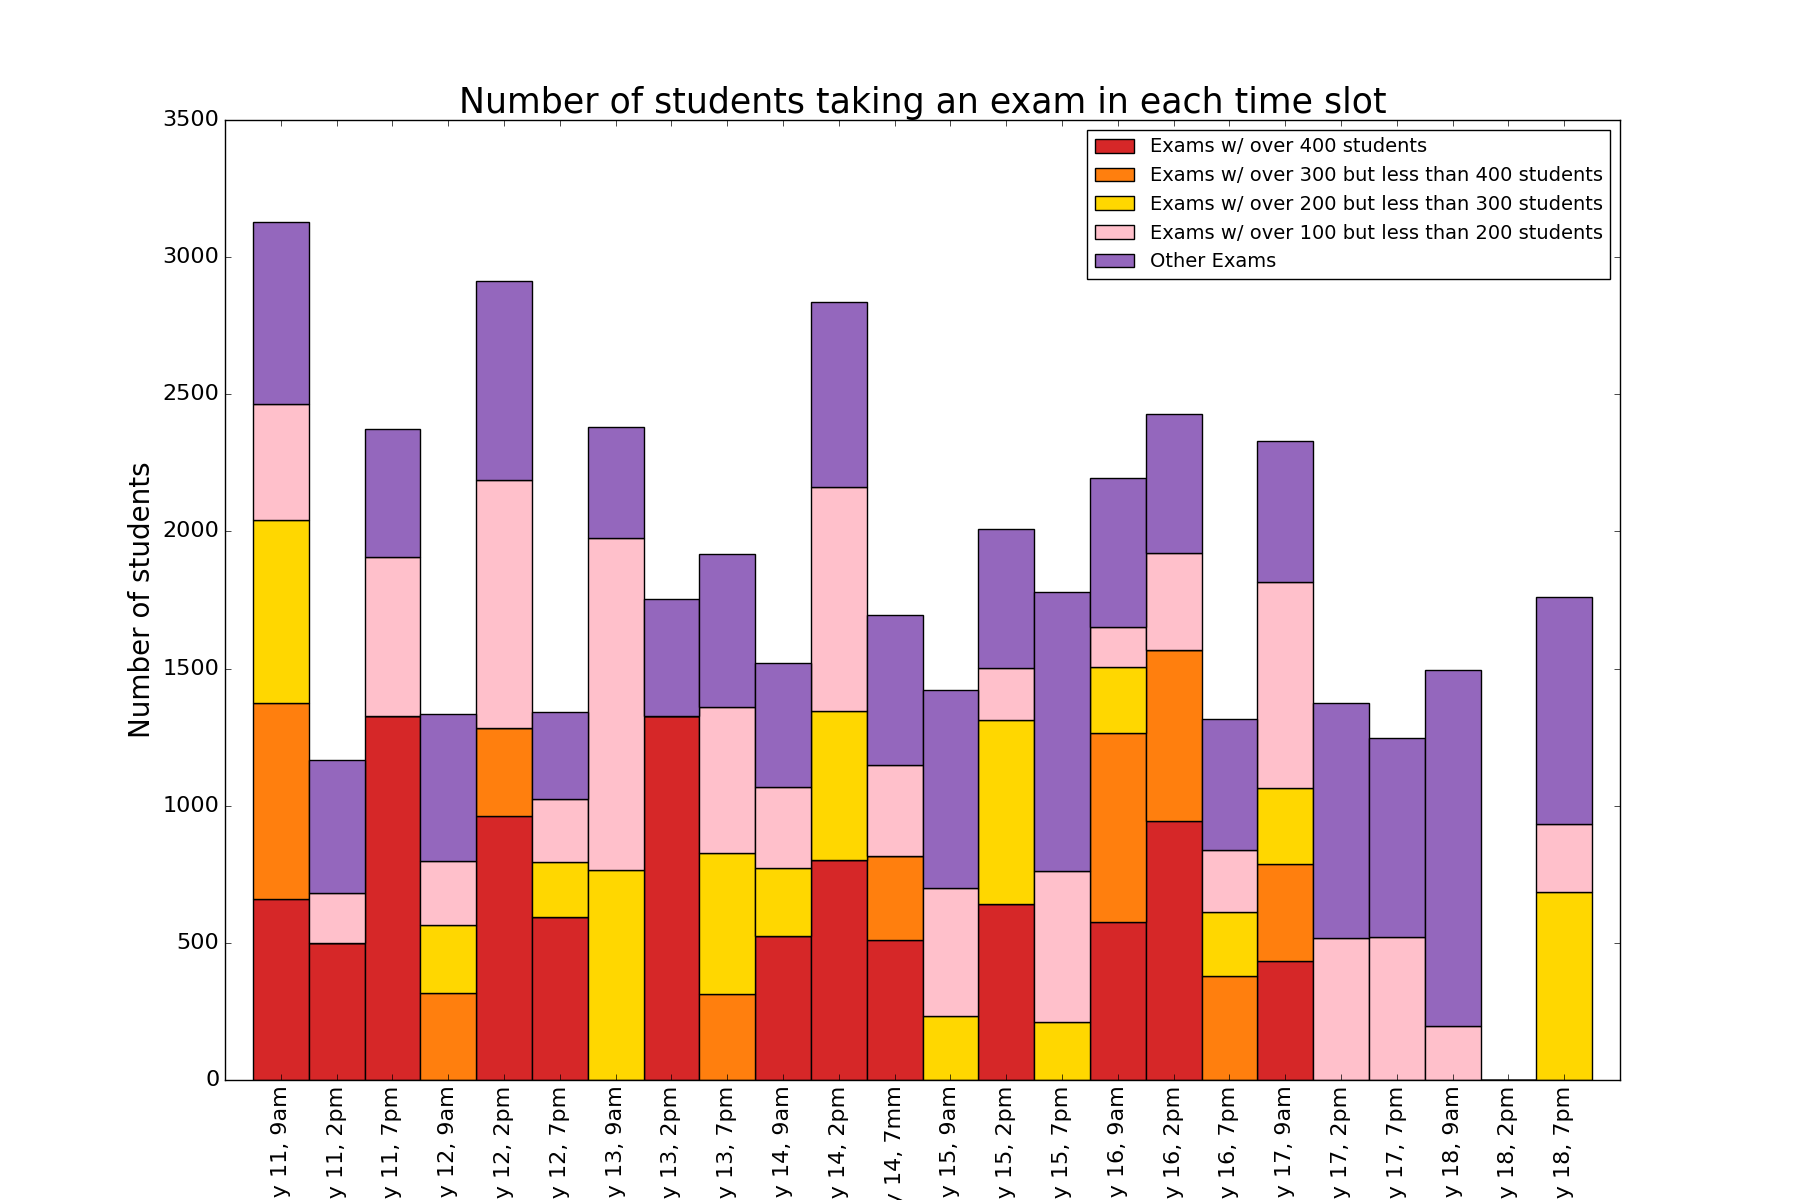 Number of students taking an exam in each time slot
Exams w/ over 400 students
Exams w/ over 300 but less than 400 students
Exams w/ over 200 but less than 300 students
Exams w/ over 100 but less than 200 students
Other Exams
Number of students
3500
3000
2500
2000
1500
1000
500
0
y 11, 9am
y 11, 2pm
y 11, 7pm
y 12, 9am
y 12, 2pm
y 12, 7pm
y 13, 9am
y 13, 2pm
y 13, 7pm
y 14, 9am
y 14, 2pm
y 14, 7mm
y 15, 9am
y 15, 2pm
y 15, 7pm
y 16, 9am
y 16, 2pm
y 16, 7pm
y 17, 9am
y 17, 2pm
y 17, 7pm
y 18, 9am
y 18, 2pm
y 18, 7pm